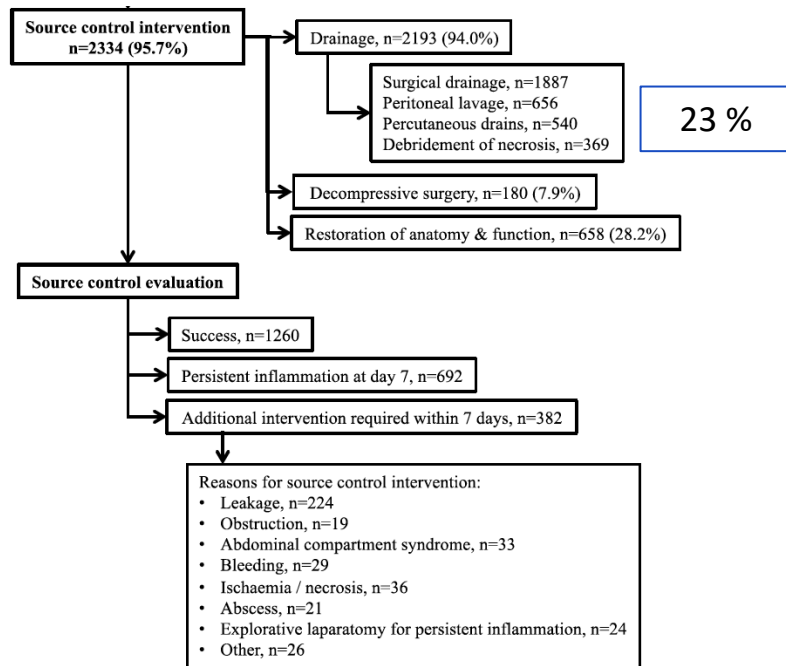 Source control intervention
n=2334 (95.7%)
Drainage, n=2193 (94.0%)
Surgical drainage, n=1887
Peritoneal lavage, n=656
Percutaneous drains, n=540
Debridement of necrosis, n=369
23 %
Decompressive surgery, n=180 (7.9%)
Restoration of anatomy & function, n=658 (28.2%)
Source control evaluation
Success, n=1260
Persistent inflammation at day 7, n=692
Additional intervention required within 7 days, n=382
Reasons for source control intervention:
• Leakage, n=224
• Obstruction, n=19
• Abdominal compartment syndrome, n=33
• Bleeding, n=29
• Ischaemia / necrosis, n=36
• Abscess, n=21
• Explorative laparatomy for persistent inflammation, n=24
• Other, n=26